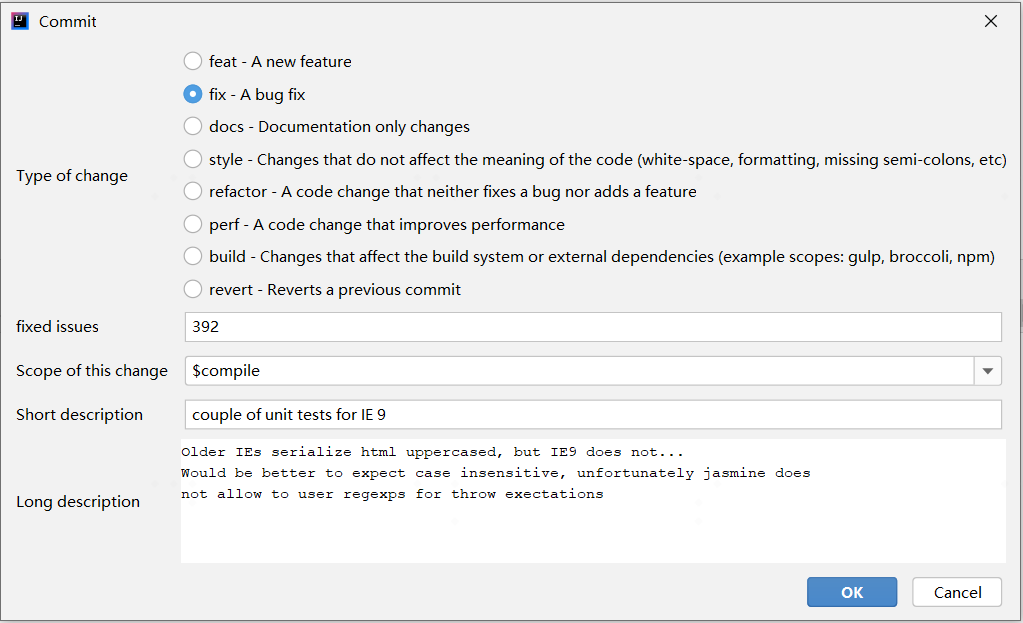 Commit
feat - A new feature
fix - A bug fix
docs - Documentation only changes
Type of change
style - Changes that do not affect the meaning of the code (white-space, formatting, missing semi-colons, etc)
refactor - A code change that neither fixes a bug nor adds a feature
perf - A code change that improves performance
build - Changes that affect the build system or external dependencies (example scopes: gulp, broccoli, npm)
revert - Reverts a previous commit
fixed issues 392
Scope of this change $compile
Short description couple of unit tests for IE 9
Long description
Older IEs serialize html uppercased, but IE9 does not...
Would be better to expect case insensitive, unfortunately jasmine does
not allow to user regexps for throw exectations
OK Cancel